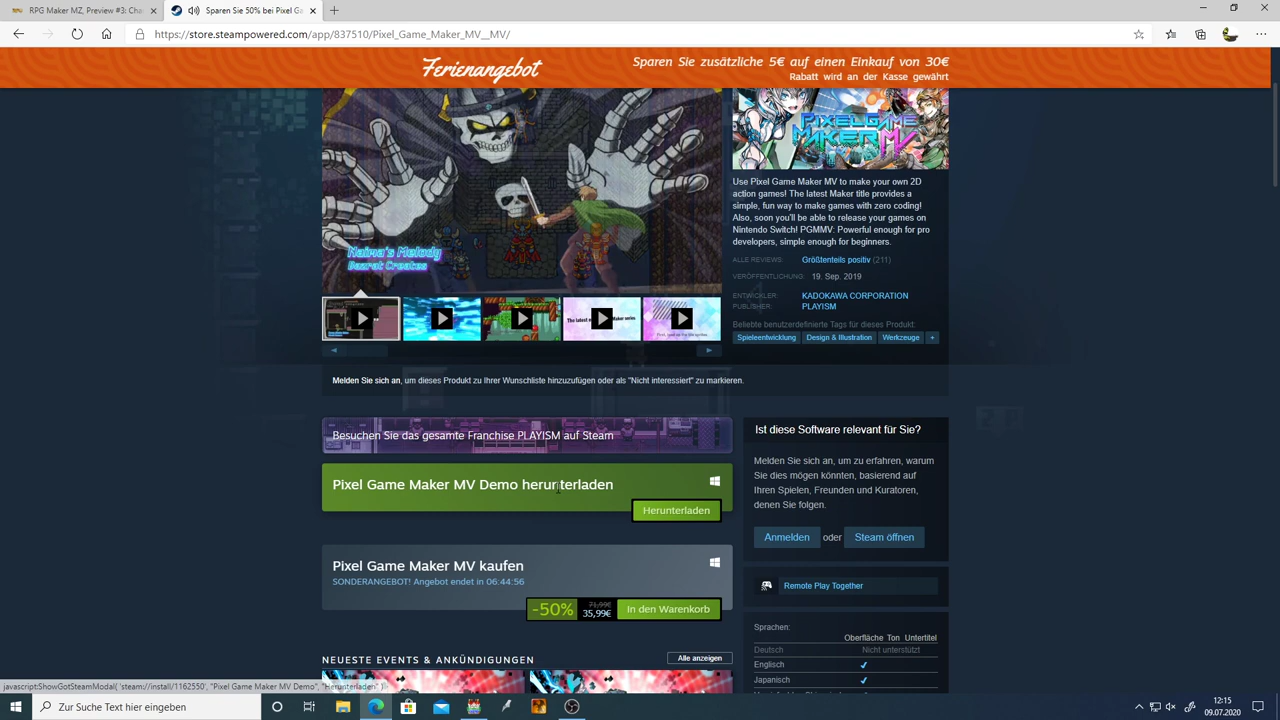 RPG Maker MZ, Preview #3: Cha
Sparen Sie 50% bei Pixel Ga
https://store.steampowered.com/app/837510/Pixel_Game_Maker_MV__MV/
Ferienangebot
Sparen Sie zusätzliche 5€ auf einen Einkauf von 30€
Rabatt wird an der Kasse gewährt
Naima's Melody
Dasrat Creates
PIXEL GAME
MAKER MV
Use Pixel Game Maker MV to make your own 2D
action games! The latest Maker title provides a
simple, fun way to make games with zero coding!
Also, soon you'll be able to release your games on
Nintendo Switch! PGMMV: Powerful enough for pro
developers, simple enough for beginners.
ALLE REVIEWS: Größtenteils positiv (211)
VERÖFFENTLICHUNG: 19. Sep. 2019
ENTWICKLER: KADOKAWA CORPORATION
PUBLISHER: PLAYISM
Beliebte benutzerdefinierte Tags für dieses Produkt:
Spieleentwicklung Design & Illustration Werkzeuge +
Melden Sie sich an, um dieses Produkt zu Ihrer Wunschliste hinzuzufügen oder als "Nicht interessiert" zu markieren.
Besuchen Sie das gesamte Franchise PLAYISM auf Steam
Pixel Game Maker MV Demo herunterladen
Herunterladen
Pixel Game Maker MV kaufen
SONDERANGEBOT! Angebot endet in 06:44:56
-50% 71,99€ 35,99€ In den Warenkorb
NEUESTE EVENTS & ANKÜNDIGUNGEN
Alle anzeigen
Ist diese Software relevant für Sie?
Melden Sie sich an, um zu erfahren, warum
Sie dies mögen könnten, basierend auf
Ihren Spielen, Freunden und Kuratoren,
denen Sie folgen.
Anmelden oder Steam öffnen
Remote Play Together
Sprachen:
Oberfläche Ton Untertitel
Deutsch Nicht unterstützt
Englisch ✔
Japanisch ✔
javascript:ShowGotSteamModal( 'steam://install/1162550', "Pixel Game Maker MV Demo", "Herunterladen" )
Zur Suche Text hier eingeben
12:15
09.07.2020